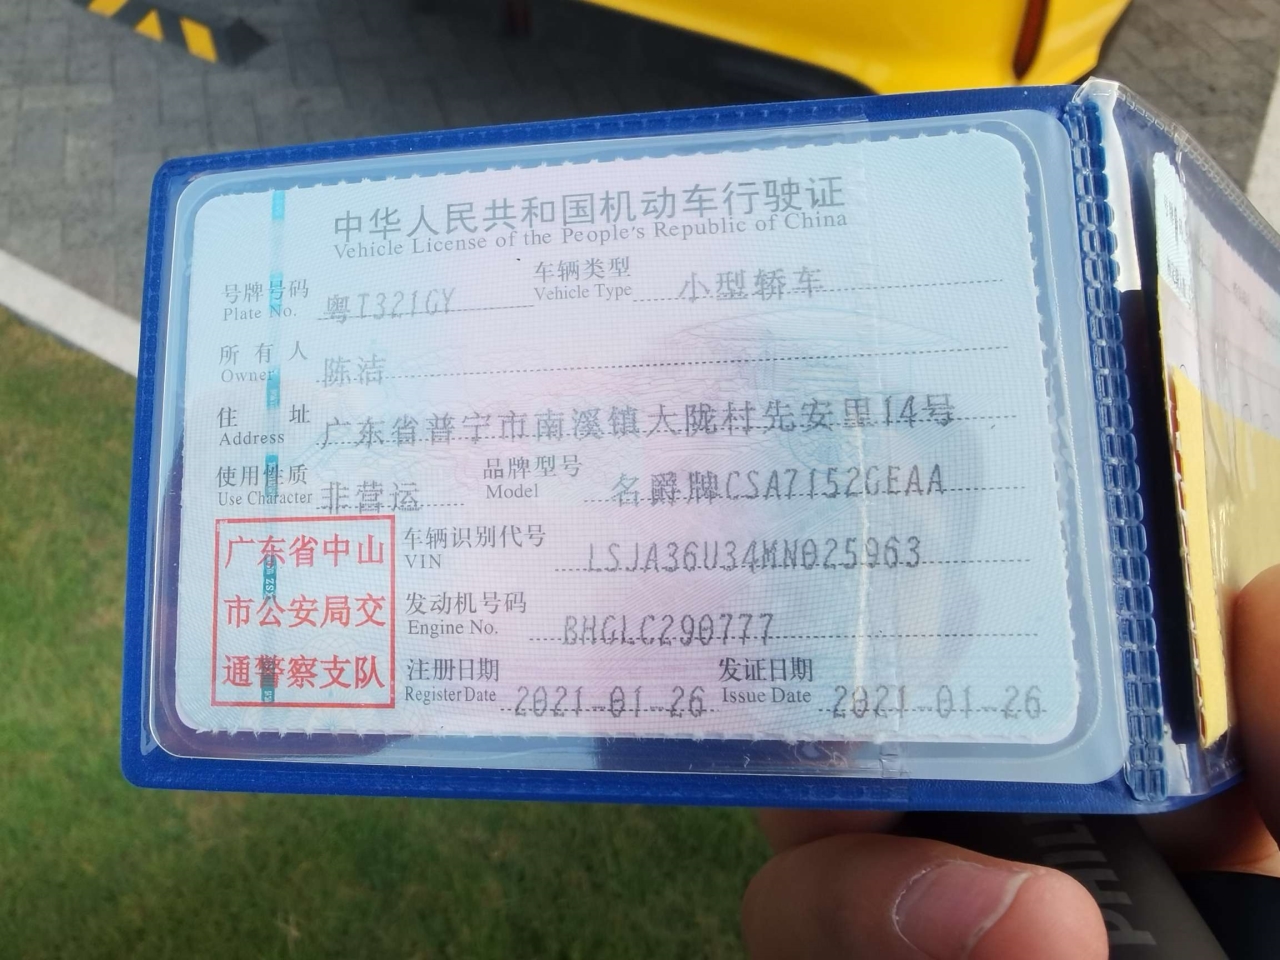 中华人民共和国机动车行驶证
Vehicle License of the People's Republic of China
号牌号码 粤T321GY 车辆类型 小型轿车
Plate No. Vehicle Type
所有人 陈洁
Owner
住址 广东省普宁市南溪镇大陇村先安里14号
Address
使用性质 非营运 品牌型号 名爵牌CSA7152GEAA
Use Character Model
广东省中山
市公安局交
通警察支队
车辆识别代号 LSJA36U34MN025963
VIN
发动机号码 BHGLC290777
Engine No.
注册日期 2021-01-26 发证日期 2021-01-26
Register Date Issue Date